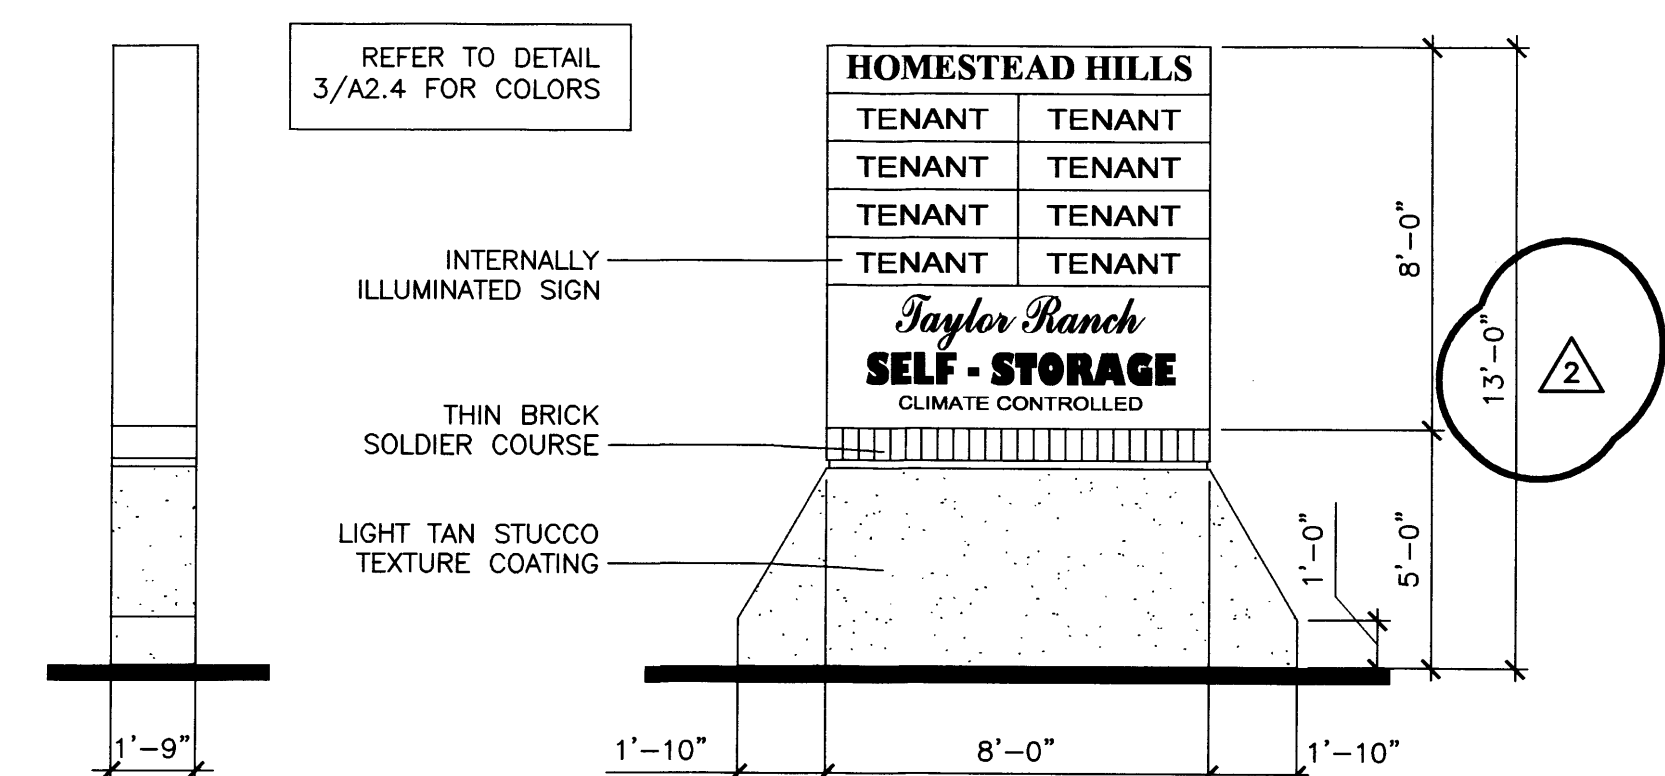 REFER TO DETAIL
3/A2.4 FOR COLORS
HOMESTEAD HILLS
TENANT TENANT
TENANT TENANT
TENANT TENANT
TENANT TENANT
INTERNALLY
ILLUMINATED SIGN
Taylor Ranch
SELF - STORAGE
CLIMATE CONTROLLED
THIN BRICK
SOLDIER COURSE
LIGHT TAN STUCCO
TEXTURE COATING
8'-0"
13'-0"
2
1'-0"
5'-0"
1'-9"
1'-10"
8'-0"
1'-10"